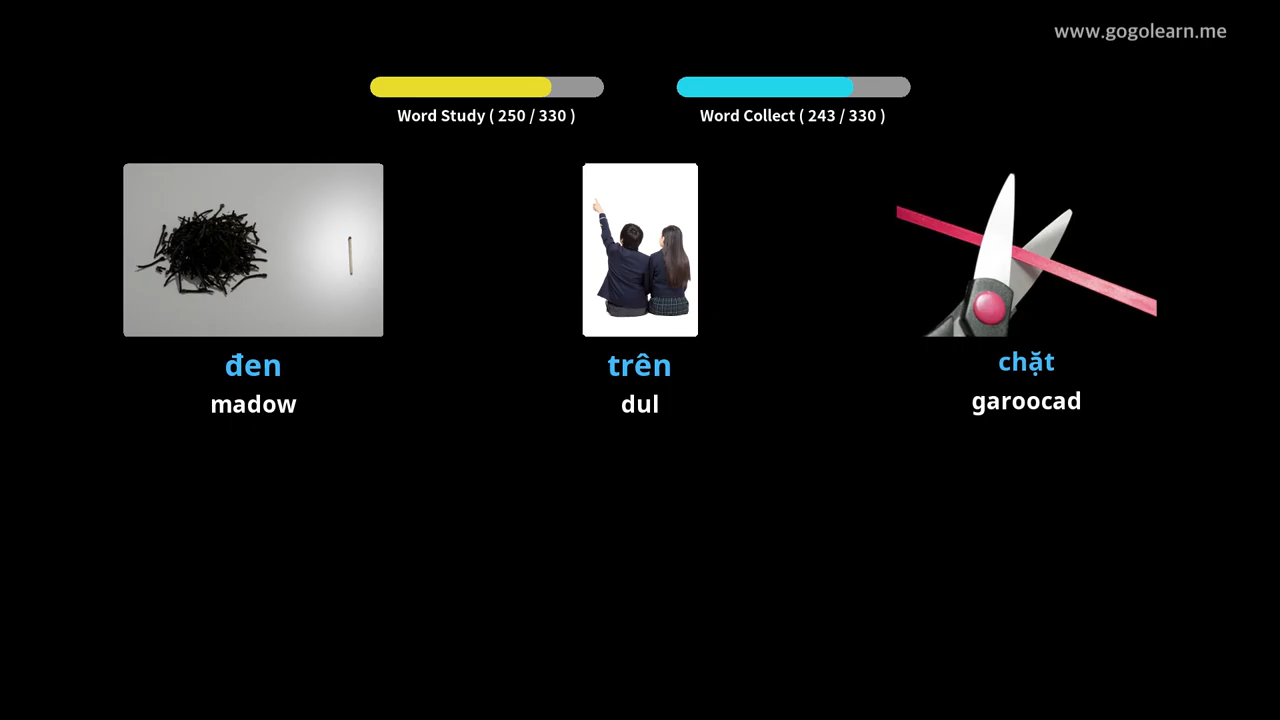 www.gogolearn.me
Word Study ( 250 / 330 )
Word Collect ( 243 / 330 )
đen
madow
trên
dul
chặt
garoocad